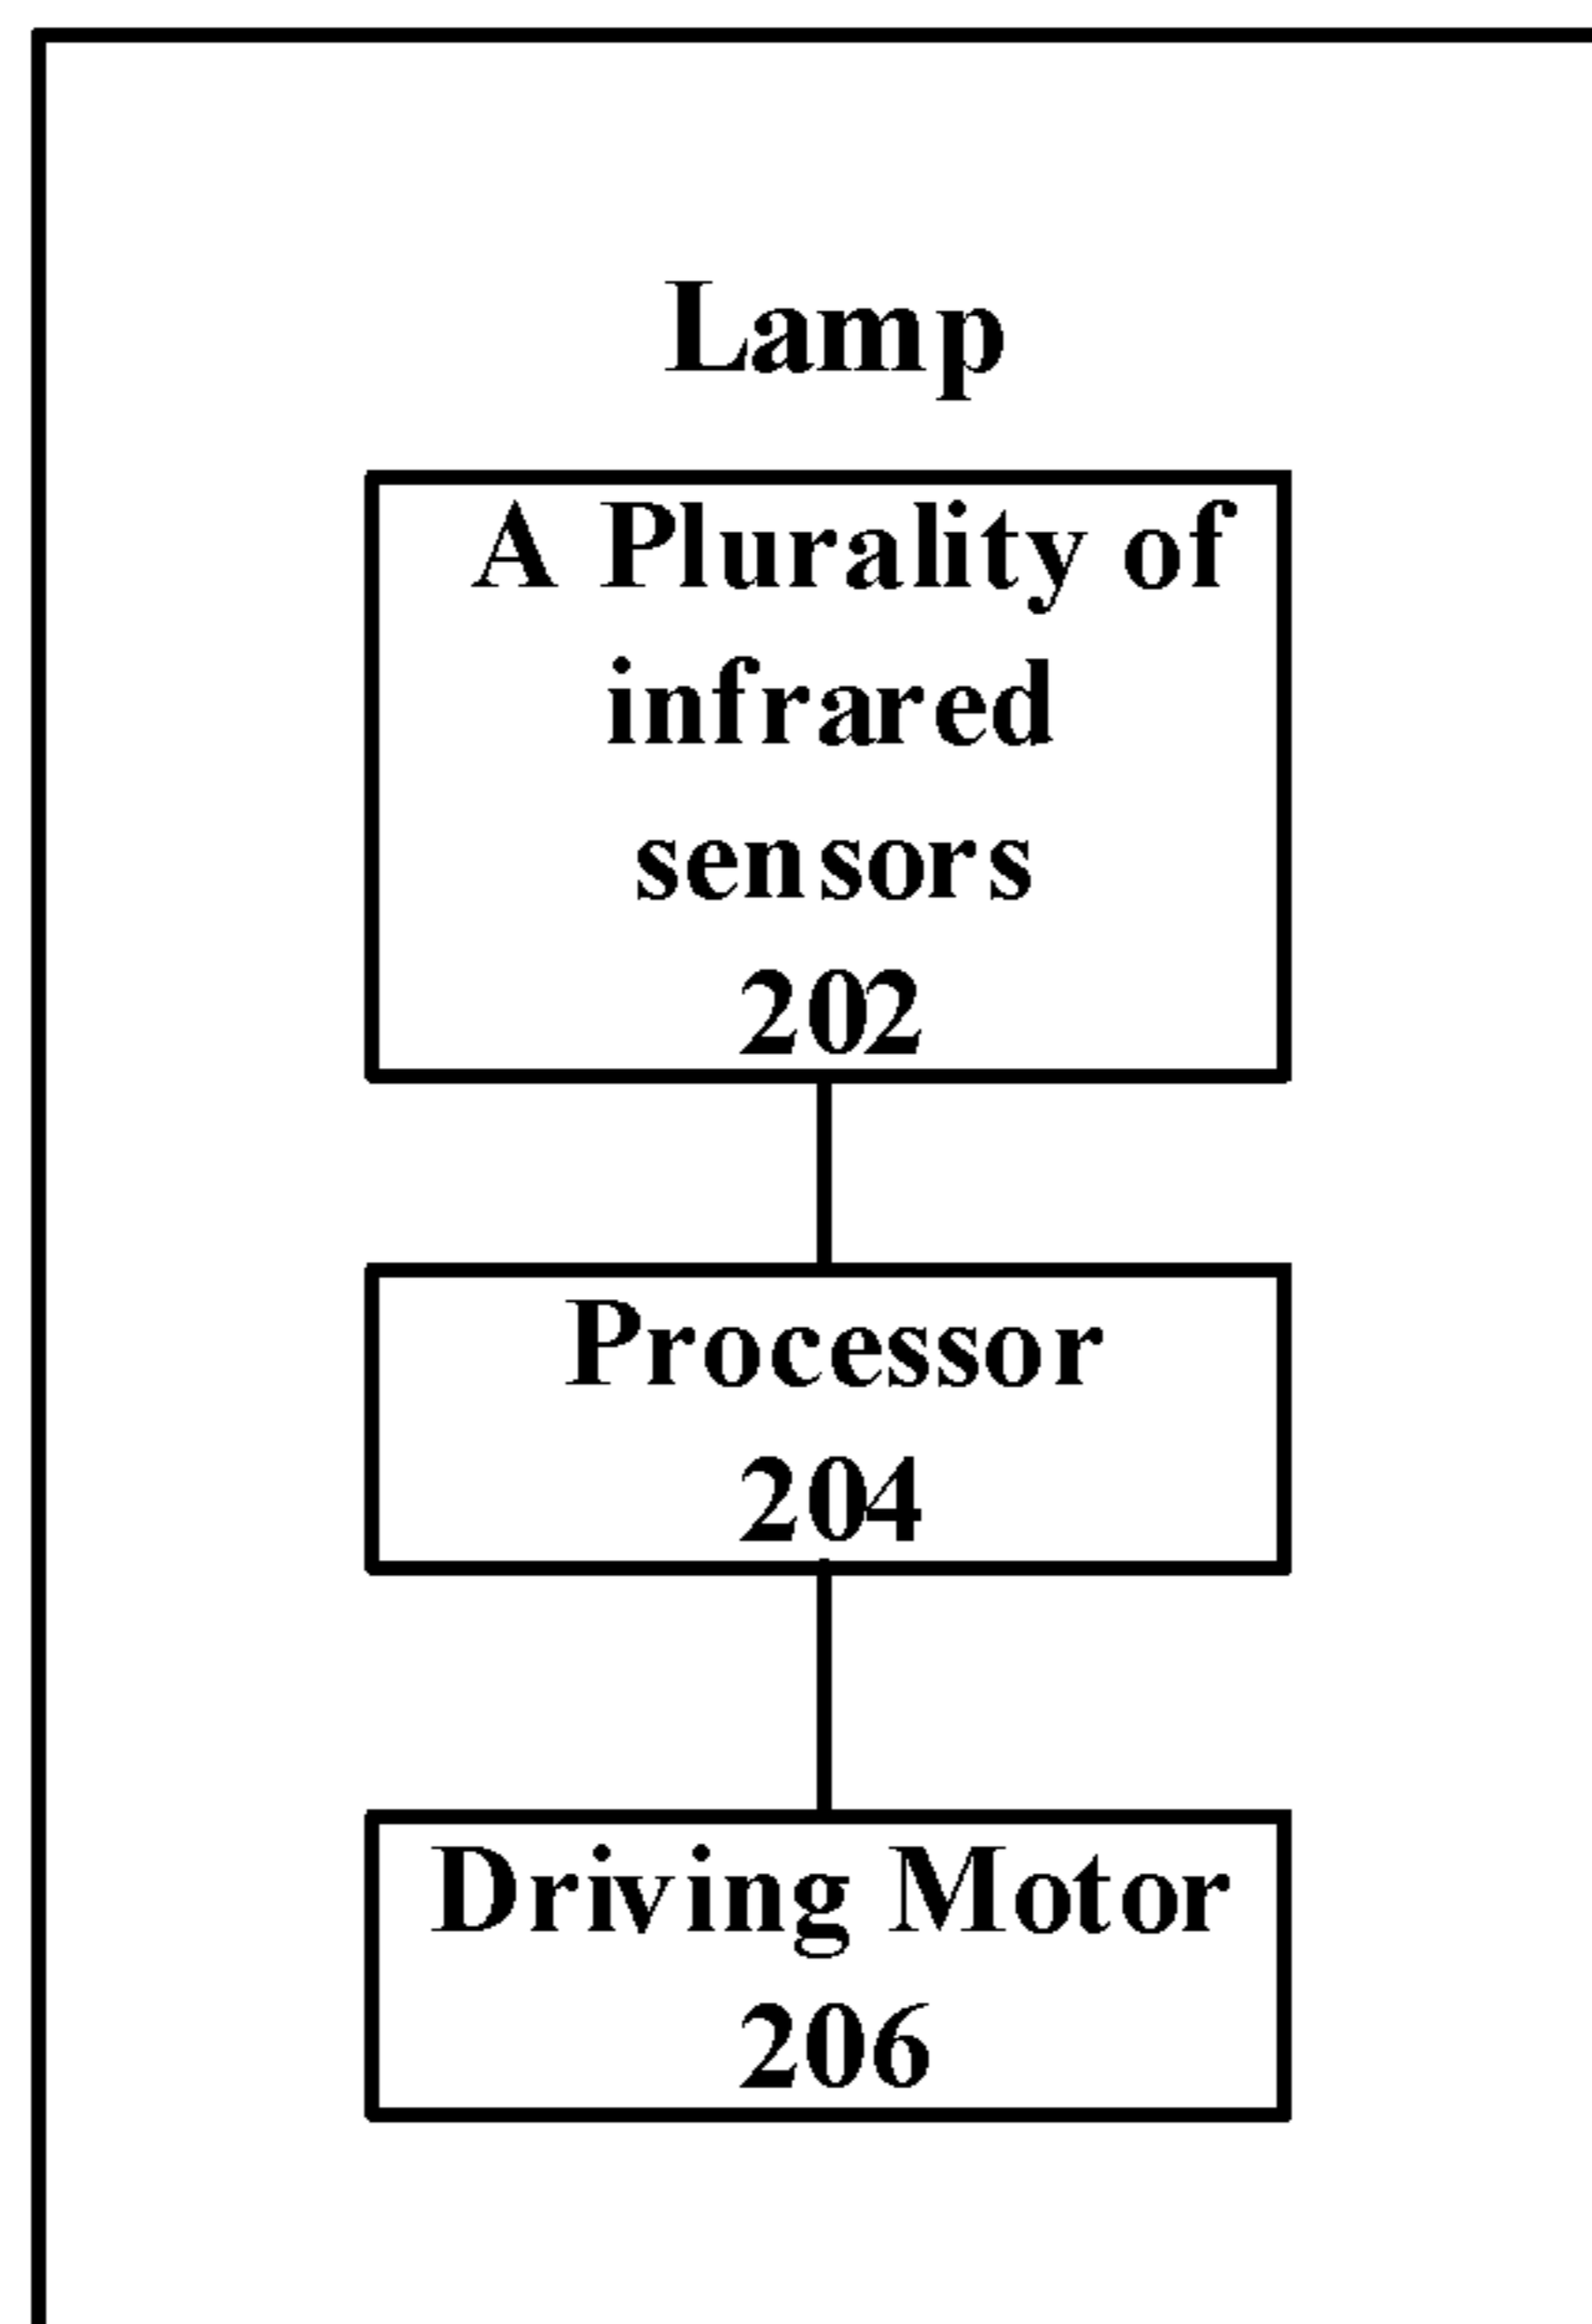 Lamp
A Plurality of
infrared
sensors
202
Processor
204
Driving Motor
206